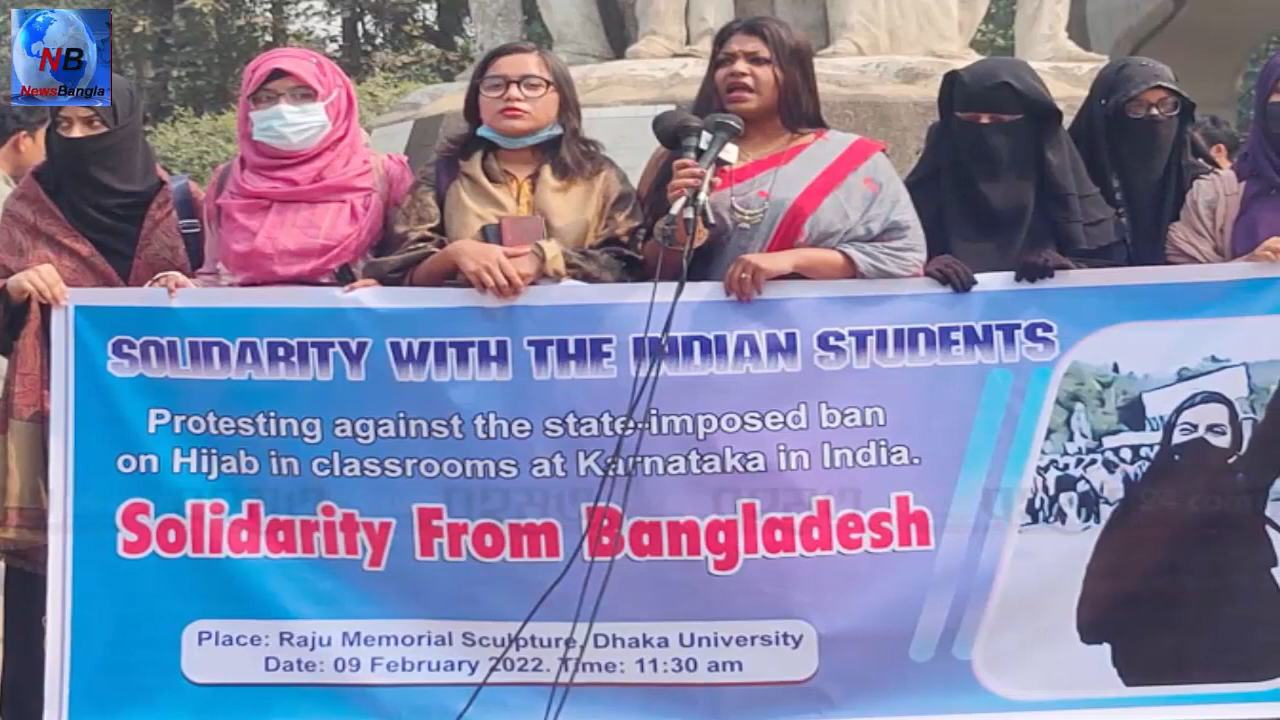 NB
NewsBangla
SOLIDARITY WITH THE INDIAN STUDENTS
Protesting against the state-imposed ban
on Hijab in classrooms at Karnataka in India.
Solidarity From Bangladesh
Place: Raju Memorial Sculpture, Dhaka University
Date: 09 February 2022. Time: 11:30 am